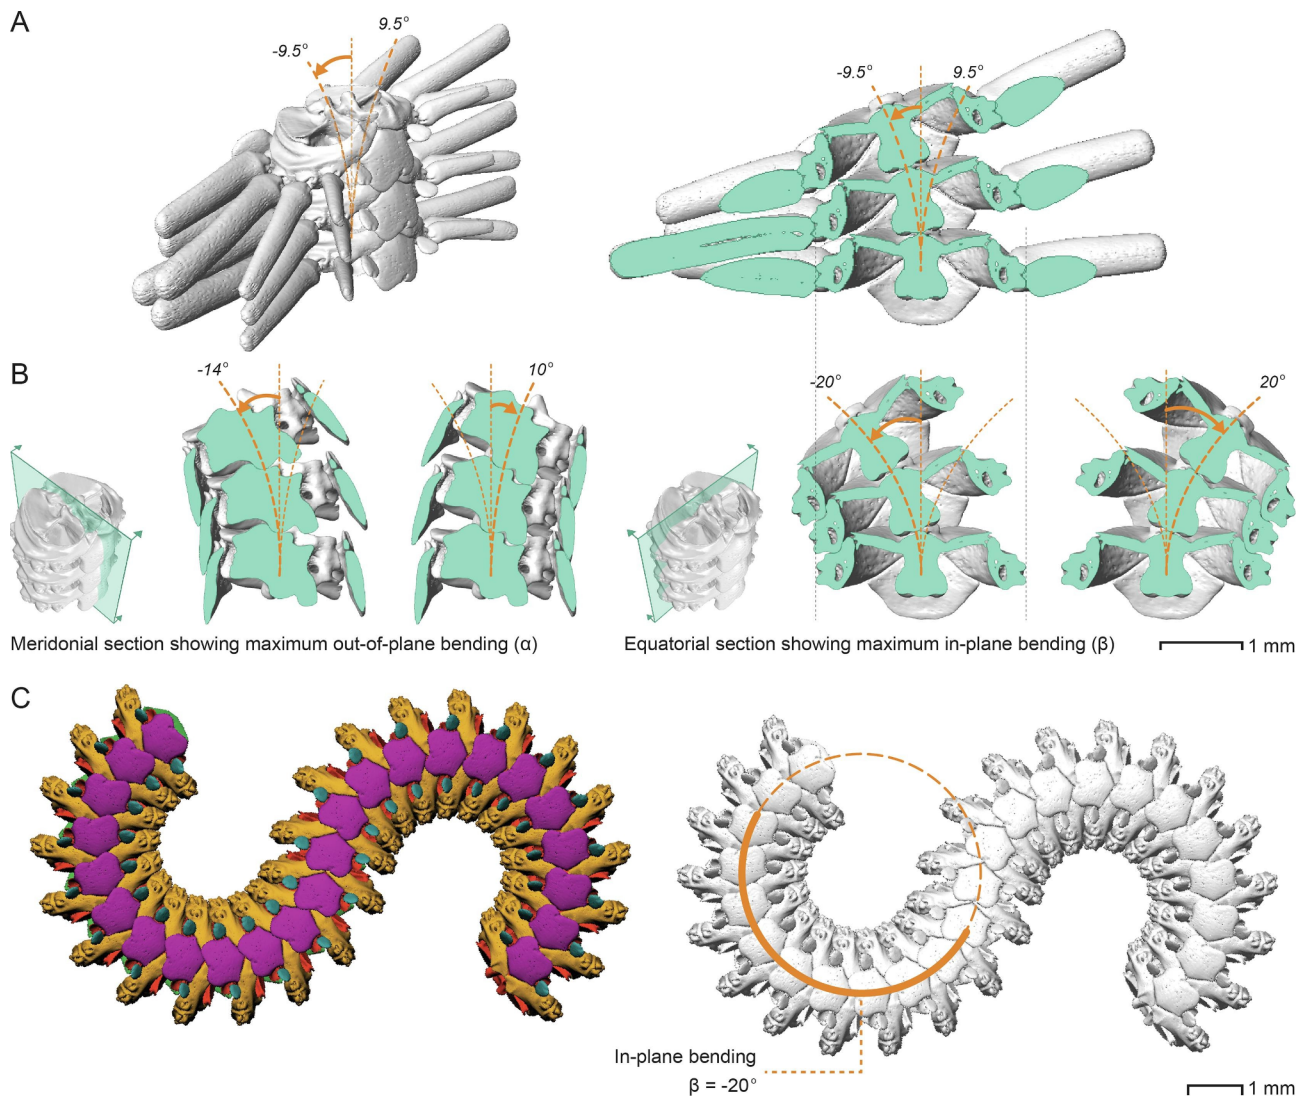 A
-9.5°
9.5°
-9.5°
9.5°
B
-14°
10°
-20°
20°
Meridonial section showing maximum out-of-plane bending (α)
Equatorial section showing maximum in-plane bending (β)
1 mm
C
In-plane bending
β = -20°
1 mm